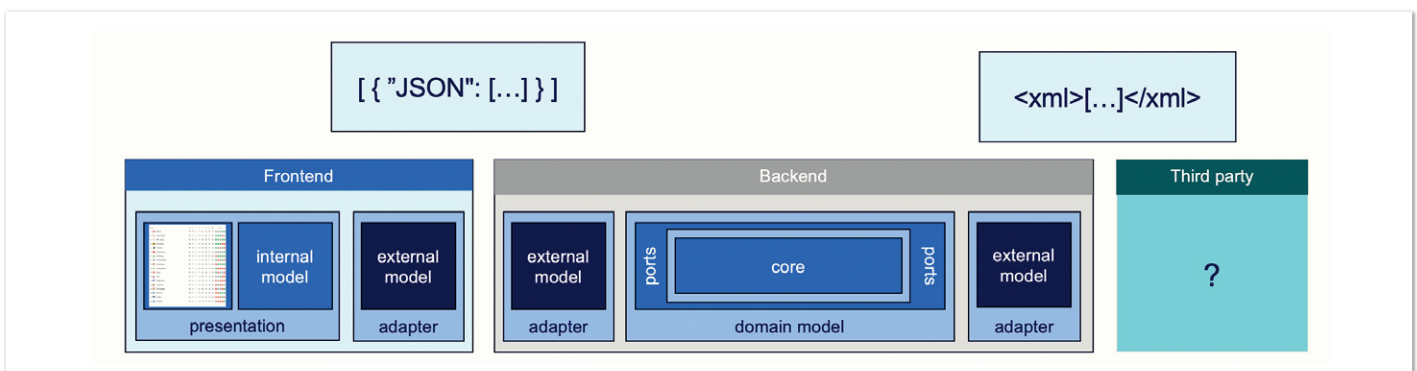 [ { ”JSON": […] } ]
<xml>[…]</xml>
Frontend
Backend
Third party
internal
model
external
model
external
model
ports
core
ports
external
model
?
presentation
adapter
adapter
domain model
adapter